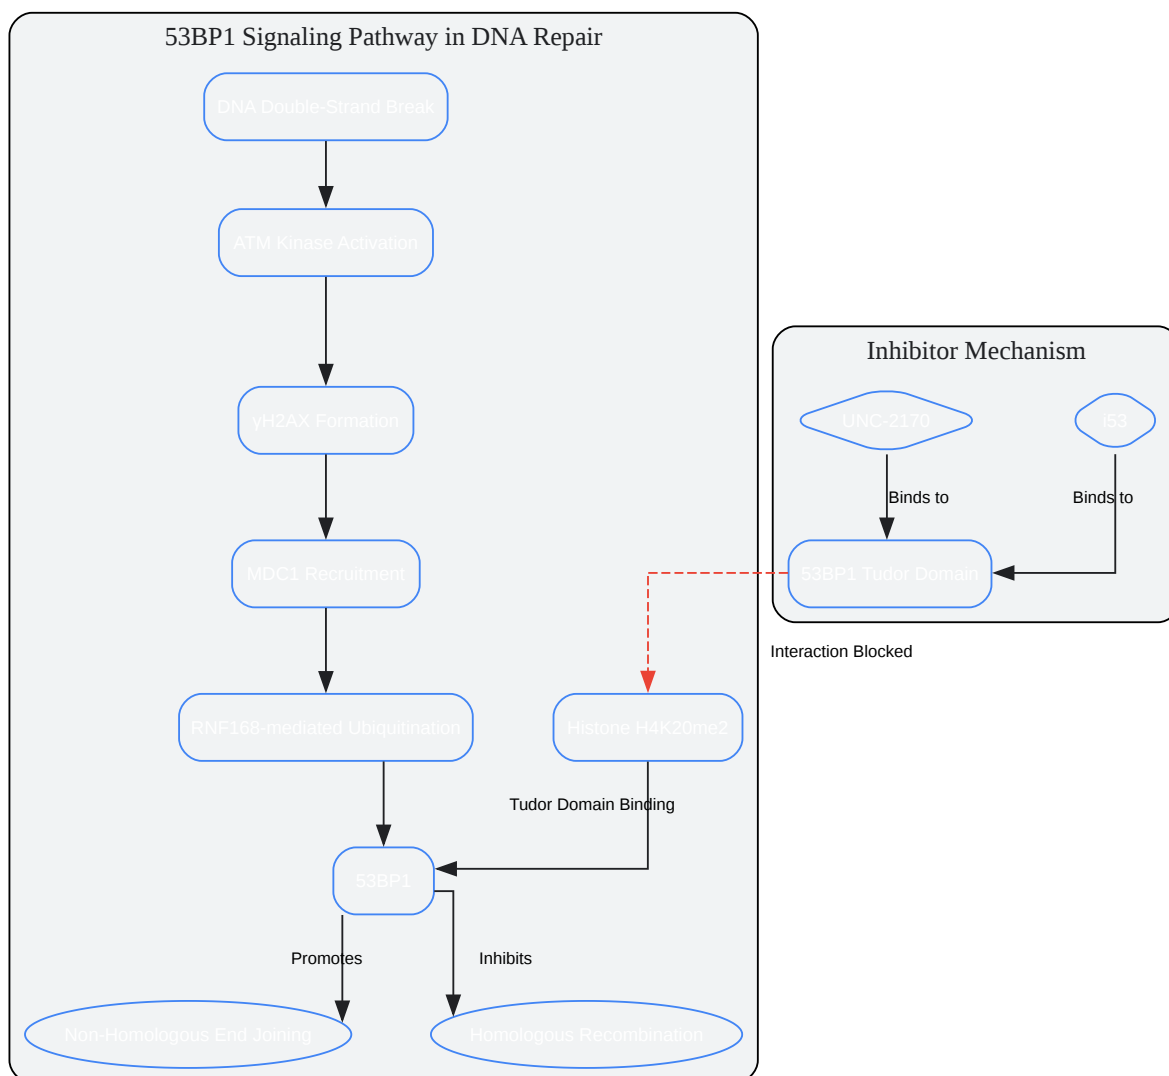 53BP1 Signaling Pathway in DNA Repair
DNA Double-Strand Break
ATM Kinase Activation
γH2AX Formation
MDC1 Recruitment
RNF168-mediated Ubiquitination
Histone H4K20me2
Tudor Domain Binding
53BP1
Promotes
Inhibits
Non-Homologous End Joining
Homologous Recombination
Inhibitor Mechanism
UNC-2170
i53
Binds to
Binds to
53BP1 Tudor Domain
Interaction Blocked